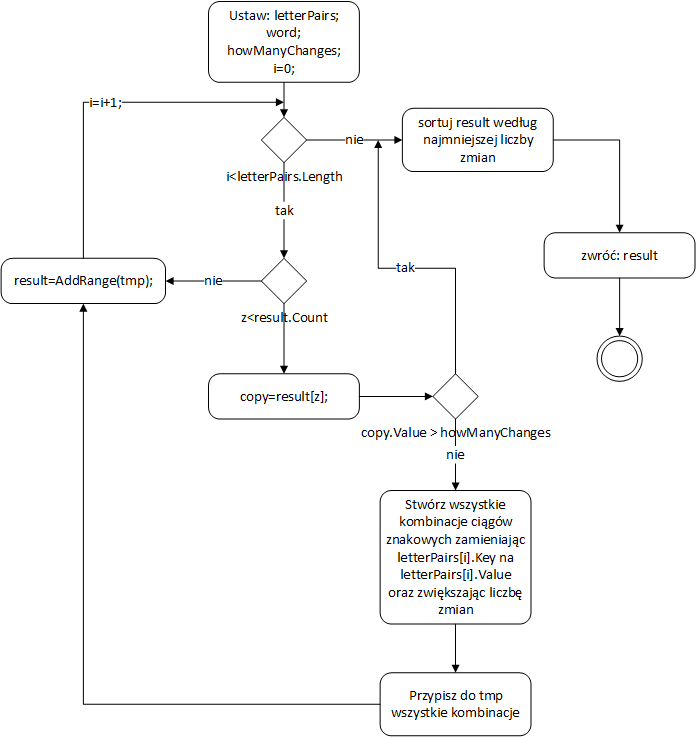 Ustaw: letterPairs;
word;
howManyChanges;
i=0;
i=i+1;
nie
sortuj result według
najmniejszej liczby
zmian
i<letterPairs.Length
tak
zwróć: result
tak
result=AddRange(tmp);
nie
z<result.Count
copy=result[z];
copy.Value > howManyChanges
nie
Stwórz wszystkie
kombinacje ciągów
znakowych zamieniając
letterPairs[i].Key na
letterPairs[i].Value
oraz zwiększając liczbę
zmian
Przypisz do tmp
wszystkie kombinacje